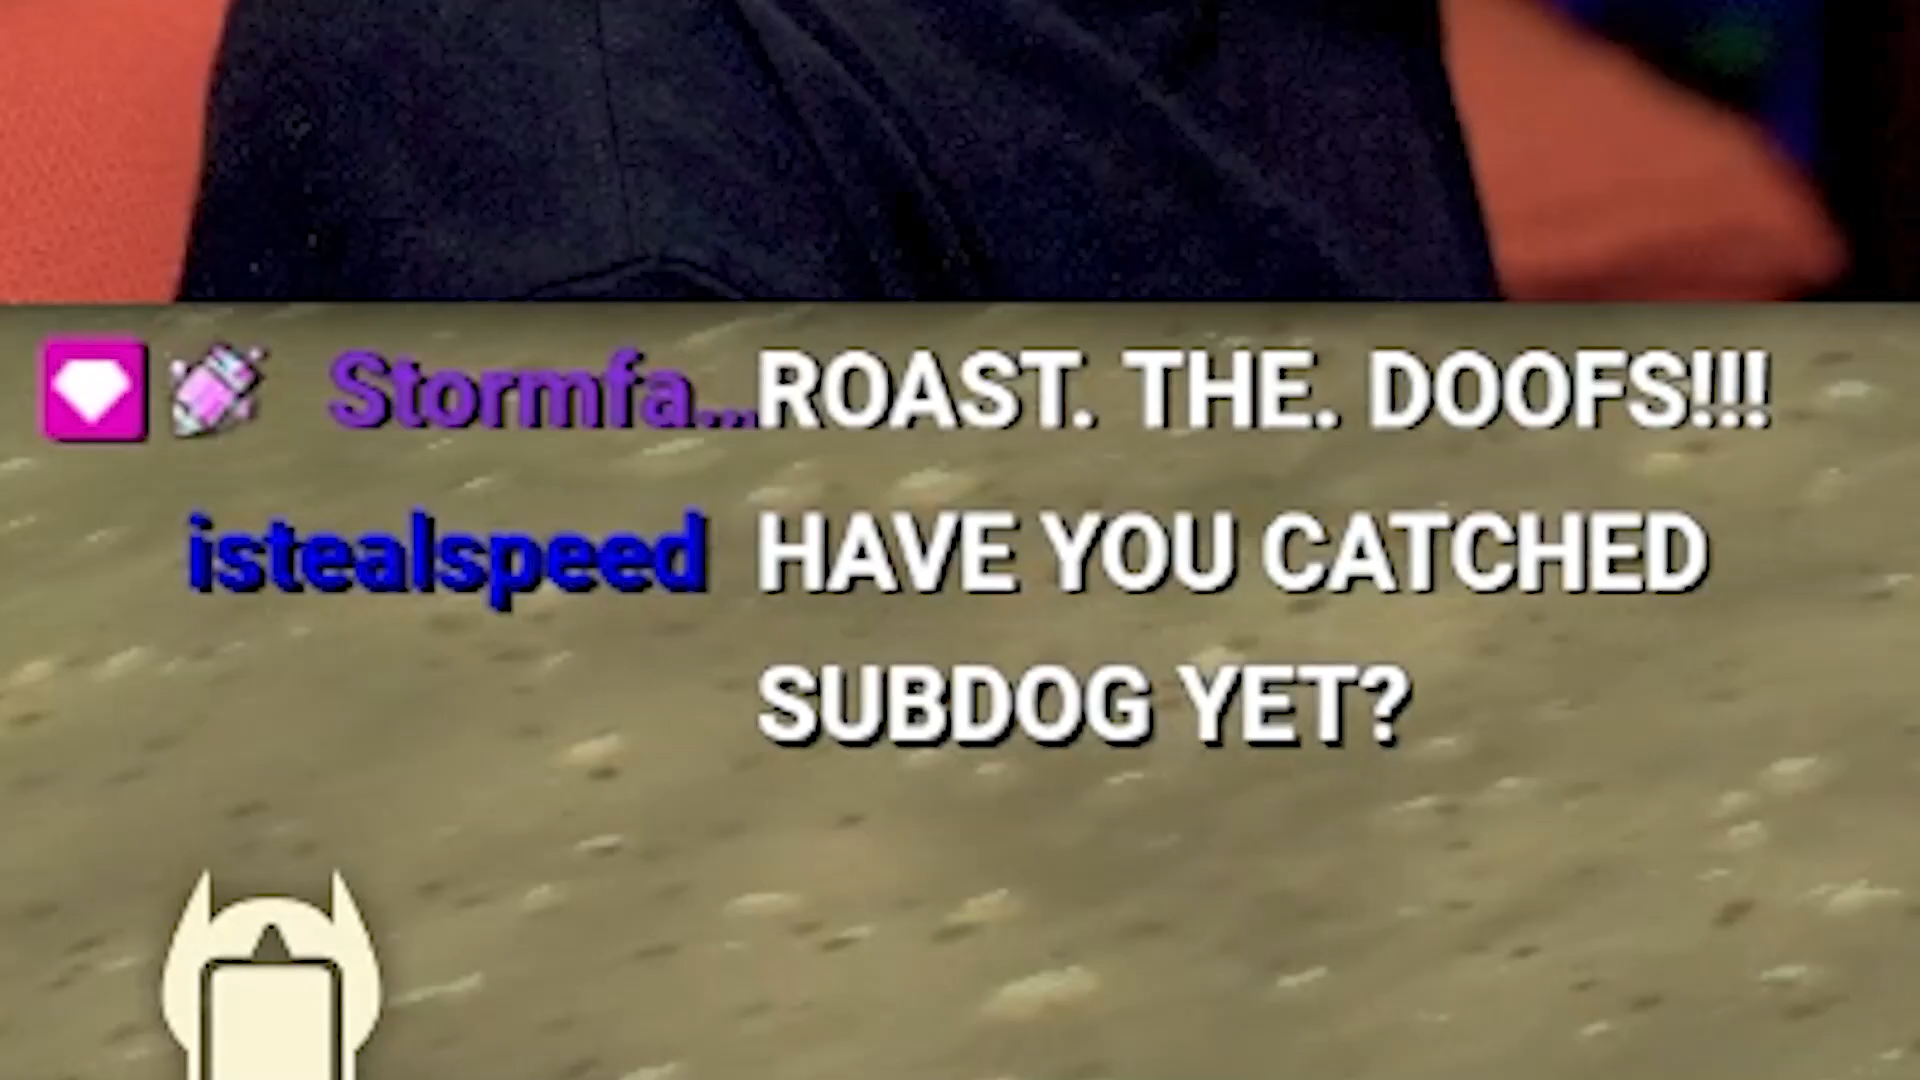 Stormfa...ROAST. THE. DOOFS!!!
istealspeed HAVE YOU CATCHED
SUBDOG YET?